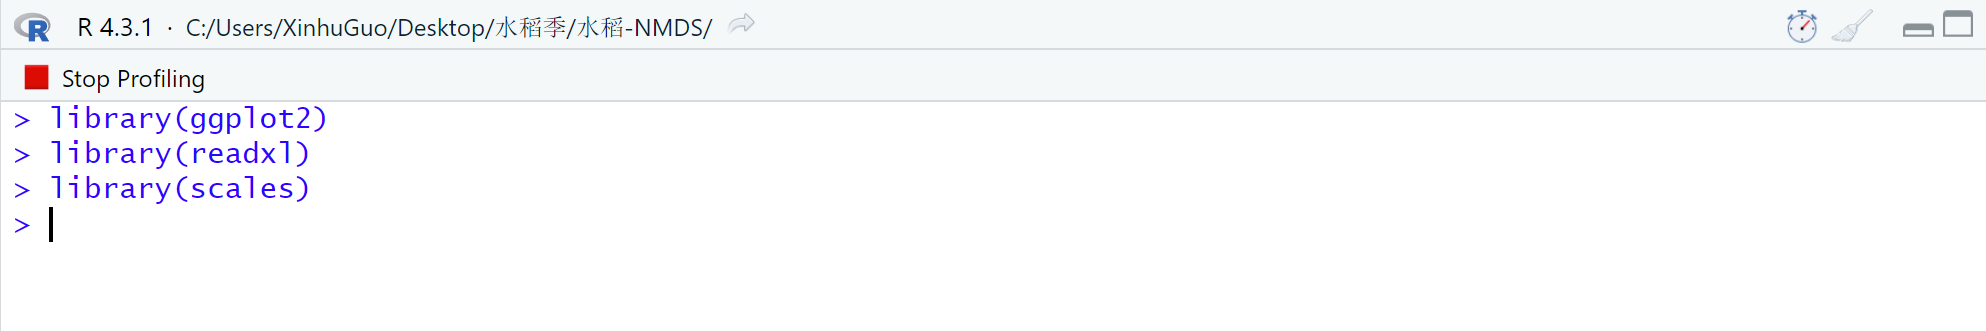 R 4.3.1 · C:/Users/XinhuGuo/Desktop/水稻季/水稻-NMDS/
Stop Profiling
> library(ggplot2)
> library(readxl)
> library(scales)
>